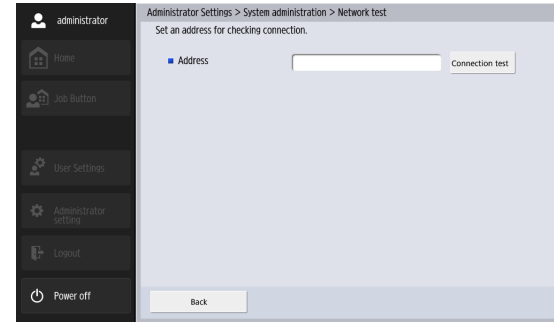 administrator
Home
Job Button
User Settings
Administrator
setting
Logout
Power off
Administrator Settings > System administration > Network test
Set an address for checking connection.
Address
Connection test
Back